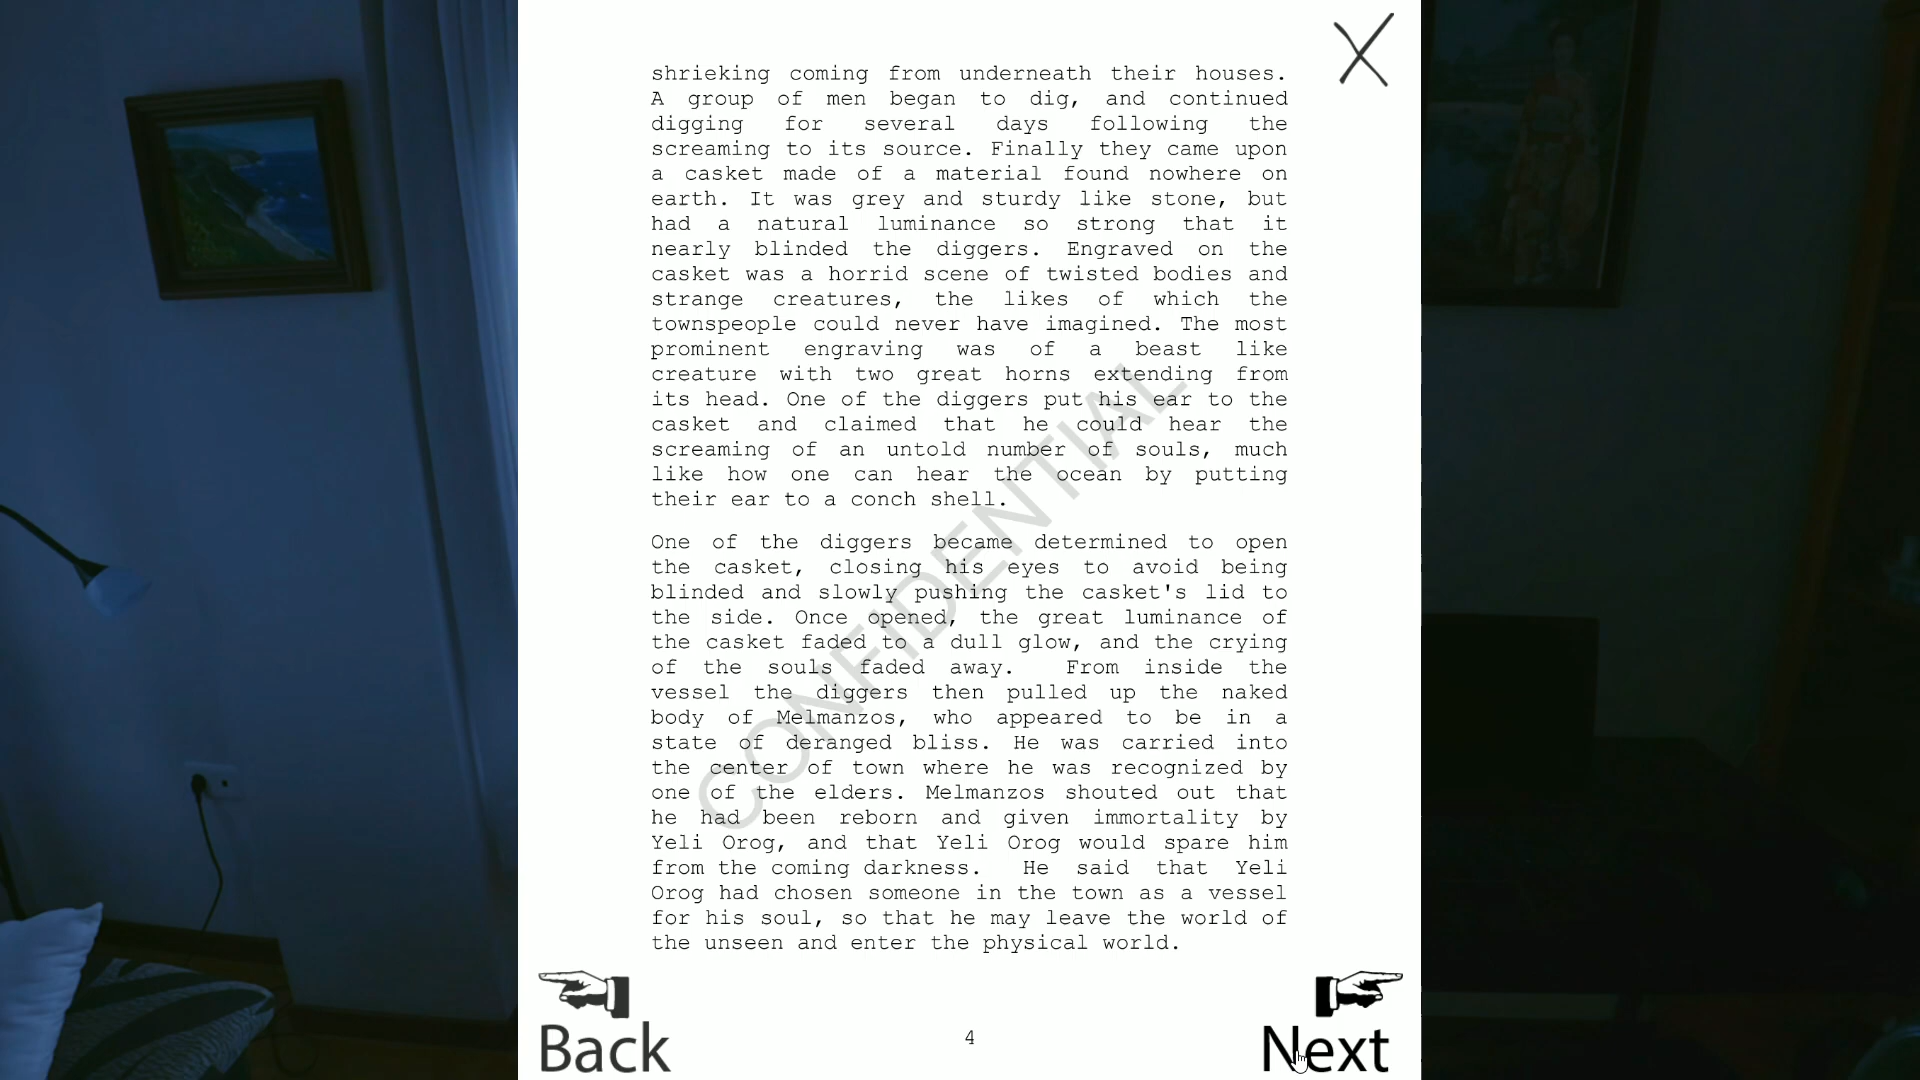 shrieking coming from underneath their houses.
A group of men began to dig, and continued
digging for several days following the
screaming to its source. Finally they came upon
a casket made of a material found nowhere on
earth. It was grey and sturdy like stone, but
had a natural luminance so strong that it
nearly blinded the diggers. Engraved on the
casket was a horrid scene of twisted bodies and
strange creatures, the likes of which the
townspeople could never have imagined. The most
prominent engraving was of a beast like
creature with two great horns extending from
its head. One of the diggers put his ear to the
casket and claimed that he could hear the
screaming of an untold number of souls, much
like how one can hear the ocean by putting
their ear to a conch shell.
One of the diggers became determined to open
the casket, closing his eyes to avoid being
blinded and slowly pushing the casket's lid to
the side. Once opened, the great luminance of
the casket faded to a dull glow, and the crying
of the souls faded away. From inside the
vessel the diggers then pulled up the naked
body of Melmanzos, who appeared to be in a
state of deranged bliss. He was carried into
the center of town where he was recognized by
one of the elders. Melmanzos shouted out that
he had been reborn and given immortality by
Yeli Orog, and that Yeli Orog would spare him
from the coming darkness. He said that Yeli
Orog had chosen someone in the town as a vessel
for his soul, so that he may leave the world of
the unseen and enter the physical world.
CONFIDENTIAL
Back
4
Next